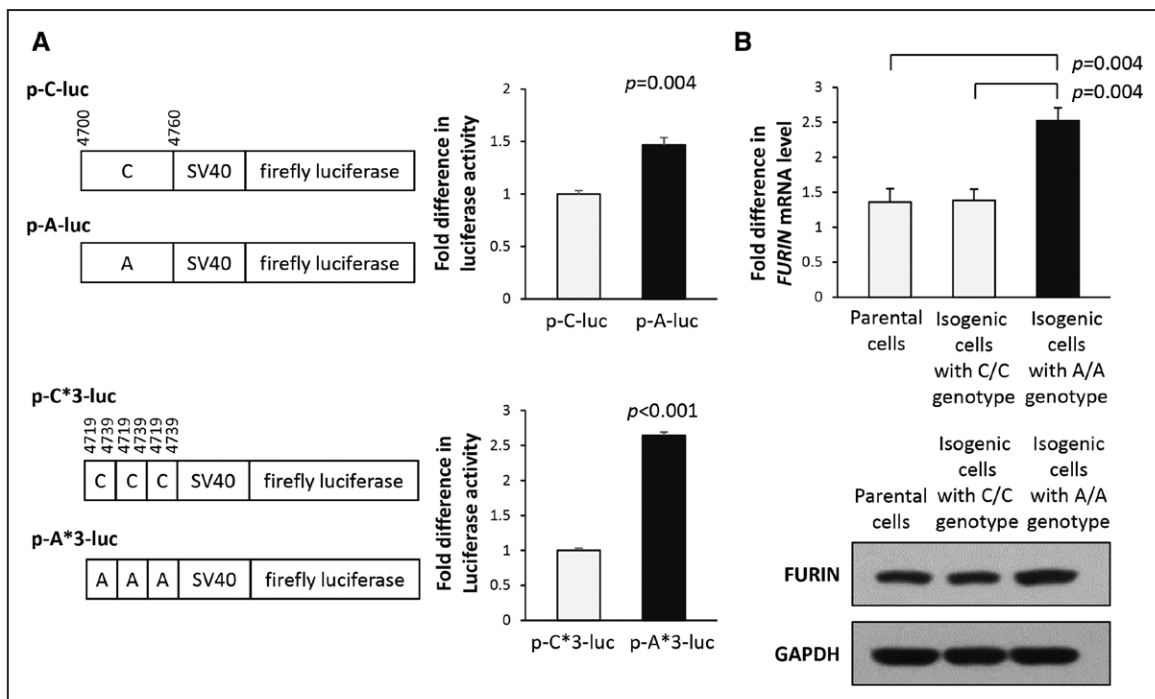 A
p-C-luc
4700
4760
C
SV40
firefly luciferase
p-A-luc
A
SV40
firefly luciferase
Fold difference in
luciferase activity
2
1.5
1
0.5
0
p=0.004
p-C-luc
p-A-luc
p-C*3-luc
4719
4739
4719
4739
4719
4739
C
C
C
SV40
firefly luciferase
p-A*3-luc
A
A
A
SV40
firefly luciferase
Fold difference in
Luciferase activity
3
2.5
2
1.5
1
0.5
0
p<0.001
p-C*3-luc
p-A*3-luc
B
p=0.004
p=0.004
Fold difference in
FURIN mRNA level
3
2.5
2
1.5
1
0.5
0
Parental
cells
Isogenic
cells
with C/C
genotype
Isogenic
cells
with A/A
genotype
Parental
cells
Isogenic
cells
with C/C
genotype
Isogenic
cells
with A/A
genotype
FURIN
GAPDH